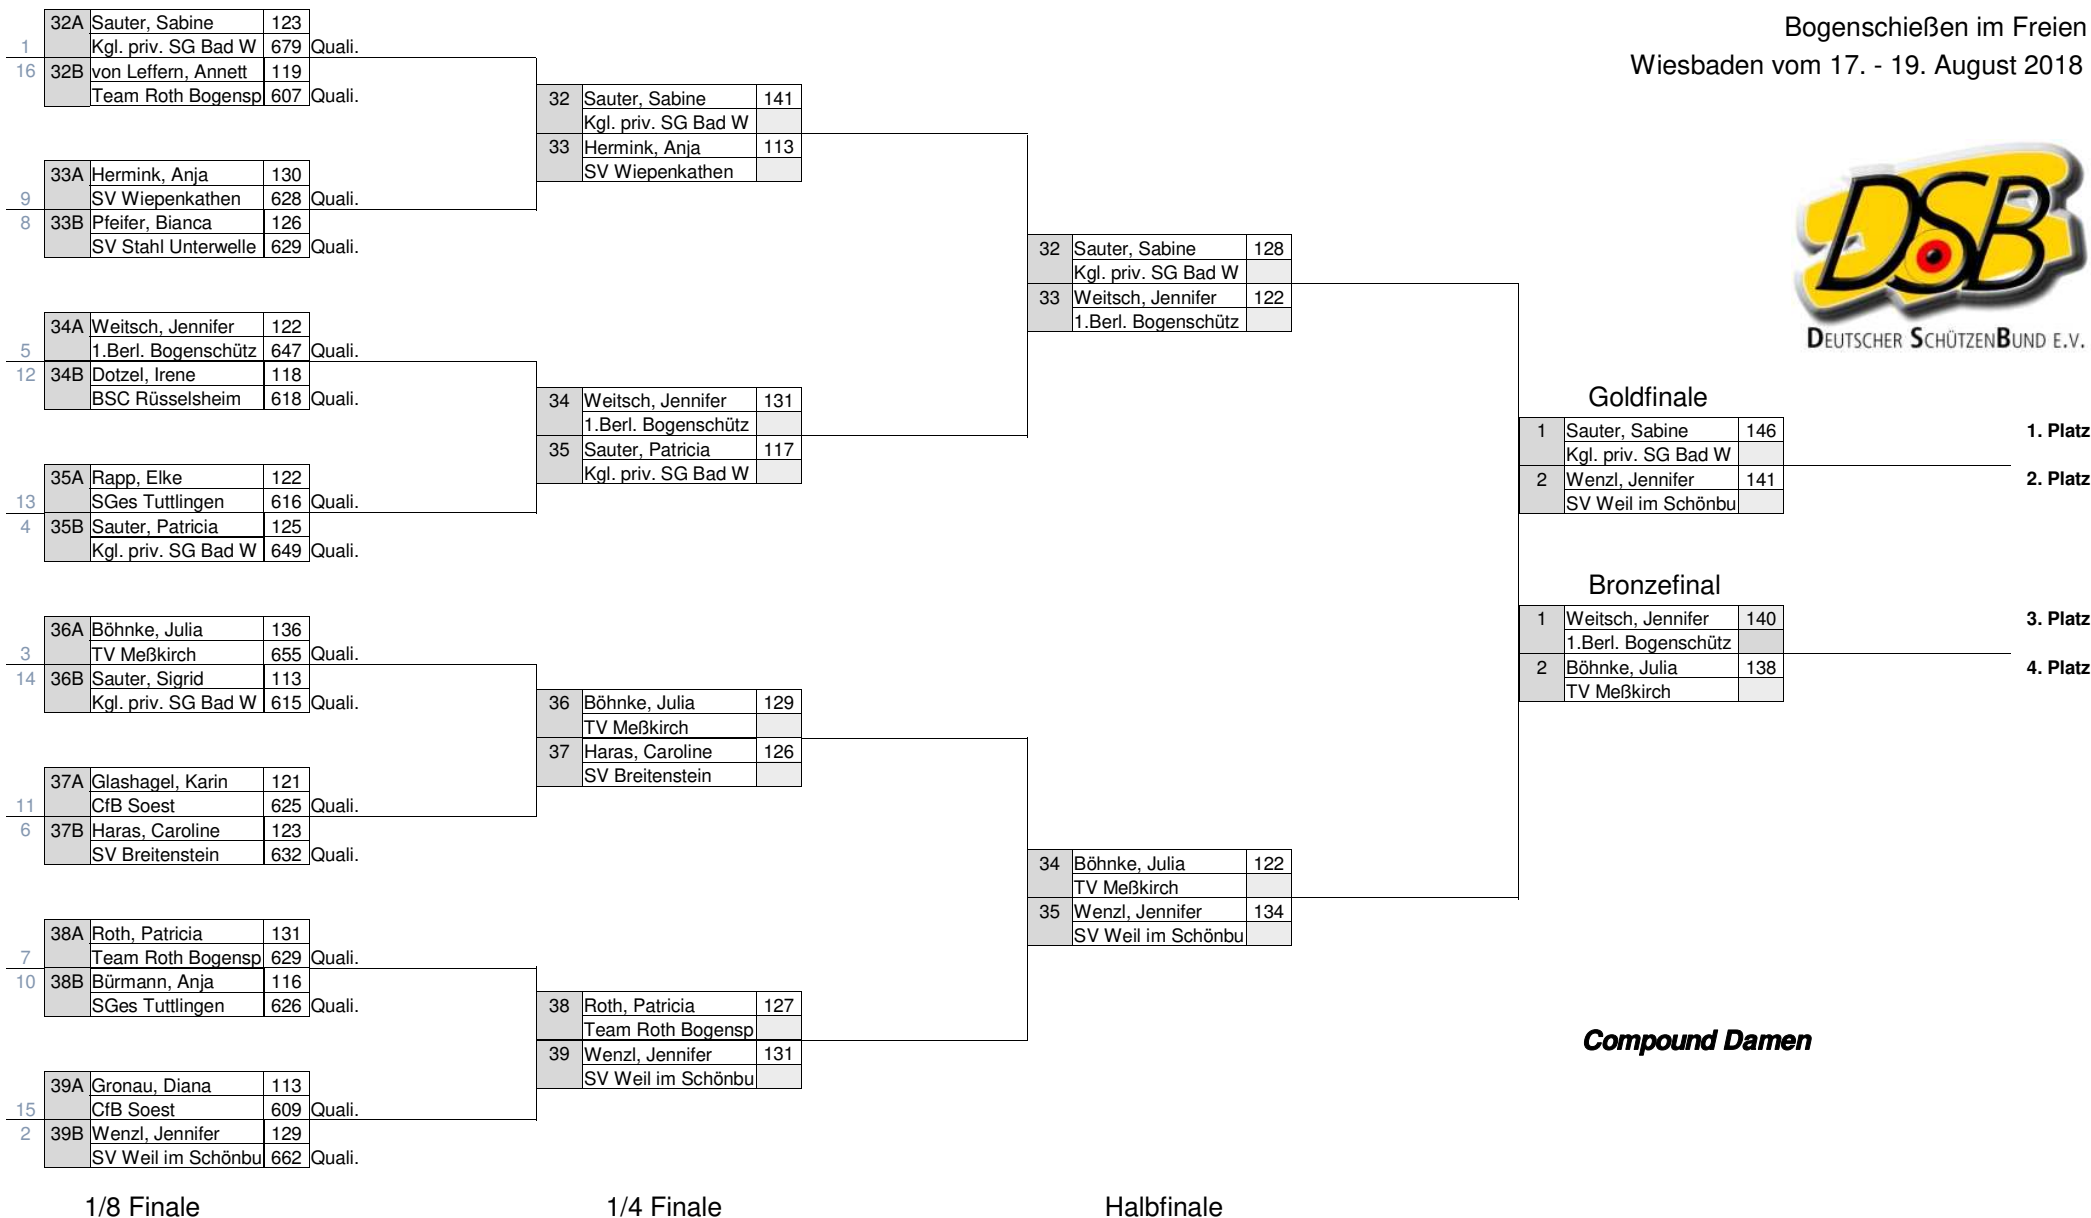 Bogenschießen im Freien
Wiesbaden vom 17. - 19. August 2018
DSB
DEUTSCHER SCHÜTZENBUND E.V.
32A Sauter, Sabine 123
1 Kgl. priv. SG Bad W 679 Quali.
16 32B von Leffern, Annett 119
Team Roth Bogensp 607 Quali.
33A Hermink, Anja 130
9 SV Wiepenkathen 628 Quali.
8 33B Pfeifer, Bianca 126
SV Stahl Unterwelle 629 Quali.
34A Weitsch, Jennifer 122
5 1.Berl. Bogenschütz 647 Quali.
12 34B Dotzel, Irene 118
BSC Rüsselsheim 618 Quali.
35A Rapp, Elke 122
13 SGes Tuttlingen 616 Quali.
4 35B Sauter, Patricia 125
Kgl. priv. SG Bad W 649 Quali.
36A Böhnke, Julia 136
3 TV Meßkirch 655 Quali.
14 36B Sauter, Sigrid 113
Kgl. priv. SG Bad W 615 Quali.
37A Glashagel, Karin 121
11 CfB Soest 625 Quali.
6 37B Haras, Caroline 123
SV Breitenstein 632 Quali.
38A Roth, Patricia 131
7 Team Roth Bogensp 629 Quali.
10 38B Bürmann, Anja 116
SGes Tuttlingen 626 Quali.
39A Gronau, Diana 113
15 CfB Soest 609 Quali.
2 39B Wenzl, Jennifer 129
SV Weil im Schönbu 662 Quali.
1/8 Finale
32 Sauter, Sabine 141
Kgl. priv. SG Bad W
33 Hermink, Anja 113
SV Wiepenkathen
34 Weitsch, Jennifer 131
1.Berl. Bogenschütz
35 Sauter, Patricia 117
Kgl. priv. SG Bad W
36 Böhnke, Julia 129
TV Meßkirch
37 Haras, Caroline 126
SV Breitenstein
38 Roth, Patricia 127
Team Roth Bogensp
39 Wenzl, Jennifer 131
SV Weil im Schönbu
1/4 Finale
32 Sauter, Sabine 128
Kgl. priv. SG Bad W
33 Weitsch, Jennifer 122
1.Berl. Bogenschütz
34 Böhnke, Julia 122
TV Meßkirch
35 Wenzl, Jennifer 134
SV Weil im Schönbu
Halbfinale
Goldfinale
1 Sauter, Sabine 146 1. Platz
Kgl. priv. SG Bad W
2 Wenzl, Jennifer 141 2. Platz
SV Weil im Schönbu
Bronzefinal
1 Weitsch, Jennifer 140 3. Platz
1.Berl. Bogenschütz
2 Böhnke, Julia 138 4. Platz
TV Meßkirch
Compound Damen